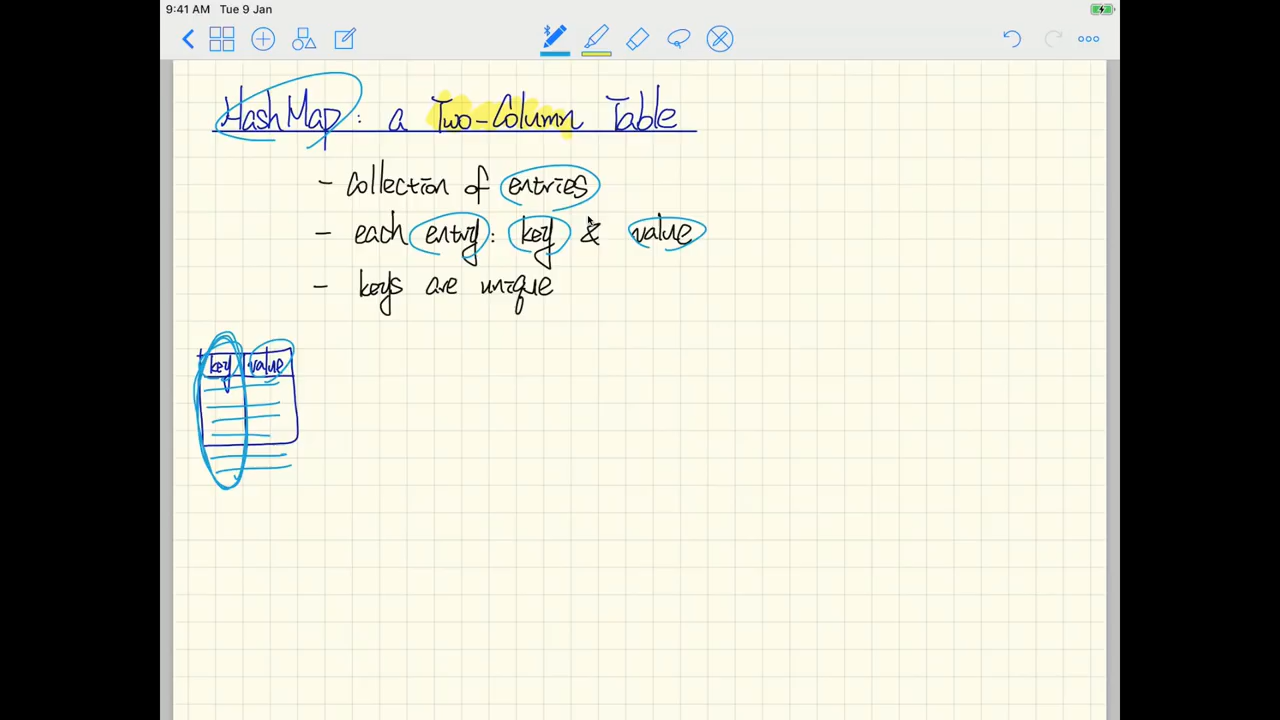 9:41 AM Tue 9 Jan
HashMap: a Two-Column Table
- collection of entries
- each entry: key & value
- keys are unique
key value